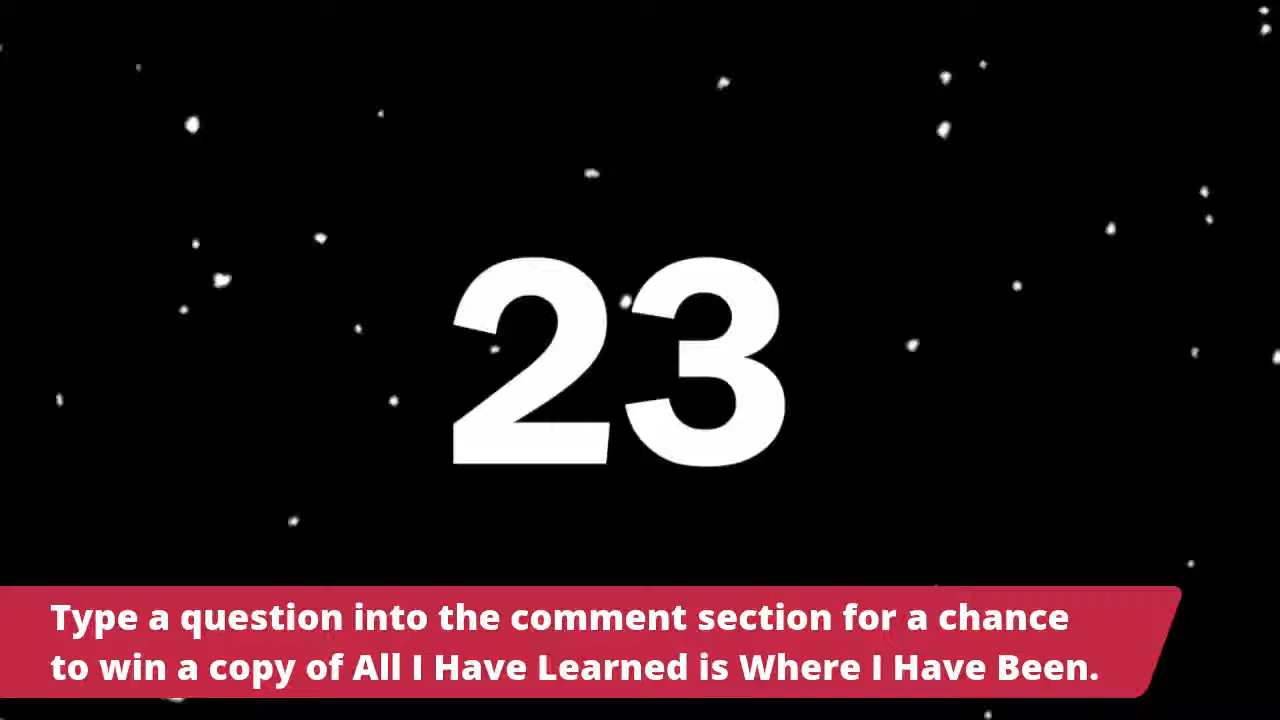 23
Type a question into the comment section for a chance
to win a copy of All I Have Learned is Where I Have Been.